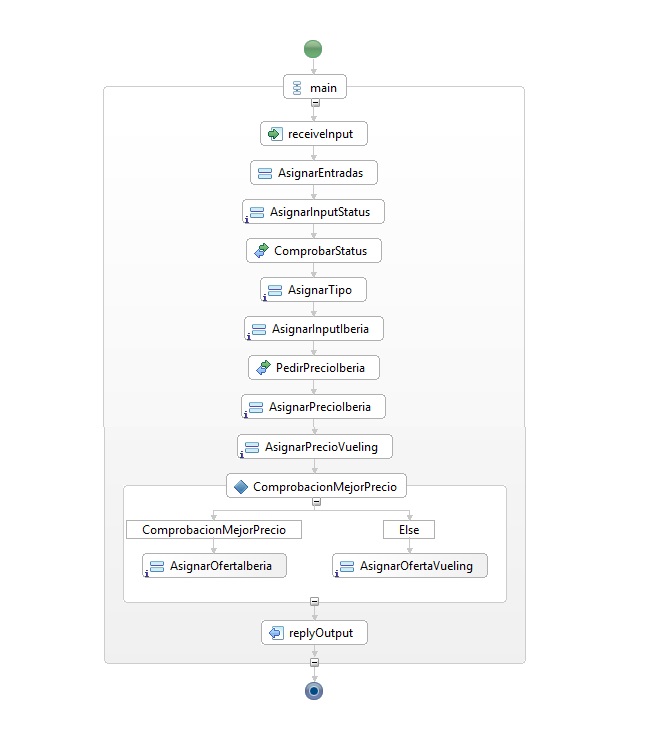 main
receiveInput
AsignarEntradas
AsignarInputStatus
ComprobarStatus
AsignarTipo
AsignarInputIberia
PedirPrecioIberia
AsignarPrecioIberia
AsignarPrecioVueling
ComprobacionMejorPrecio
ComprobacionMejorPrecio Else
AsignarOfertaIberia AsignarOfertaVueling
replyOutput